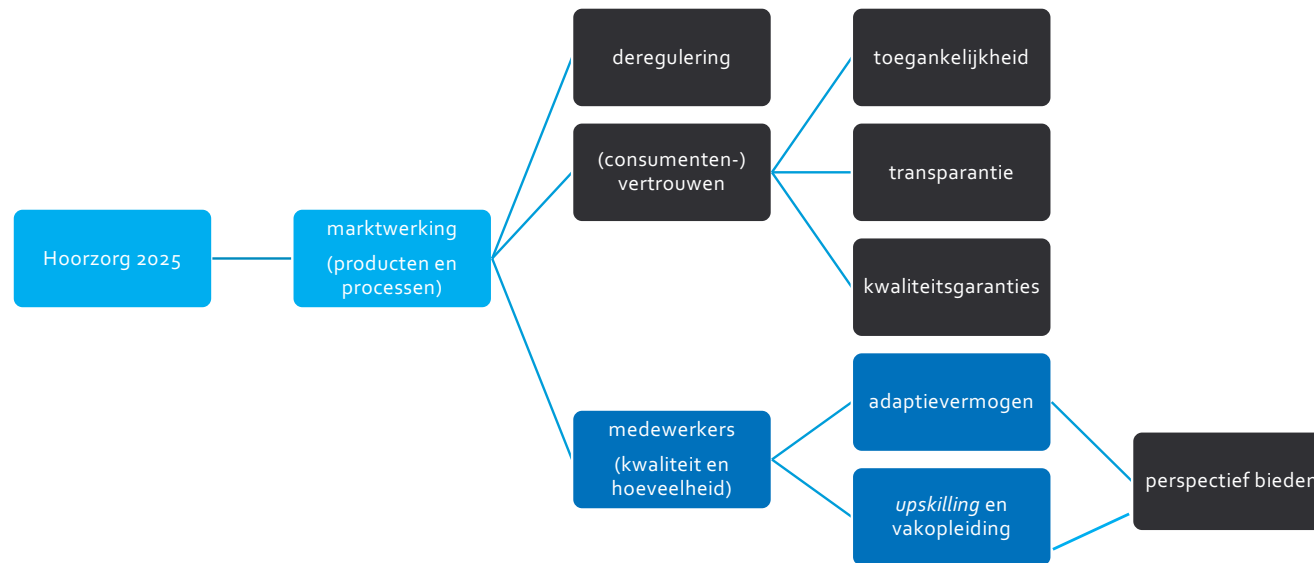 Hoorzorg 2025
marktwerking
(producten en
processen)
deregulering
(consumenten-)
vertrouwen
toegankelijkheid
transparantie
kwaliteitsgaranties
medewerkers
(kwaliteit en
hoeveelheid)
adaptievermogen
upskilling en
vakopleiding
perspectief bieden